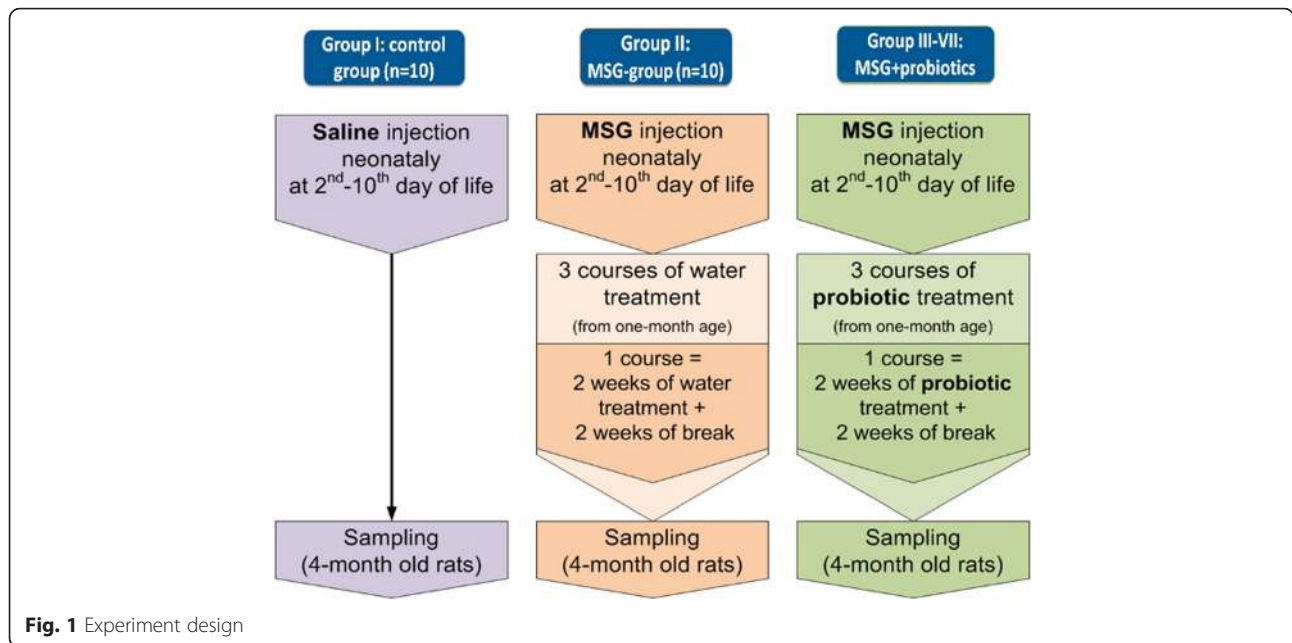 Group I: control
group (n=10)
Group II:
MSG-group (n=10)
Group III-VII:
MSG+probiotics
Saline injection
neonataly
at 2nd-10th day of life
MSG injection
neonataly
at 2nd-10th day of life
MSG injection
neonataly
at 2nd-10th day of life
3 courses of water
treatment
(from one-month age)
1 course =
2 weeks of water
treatment +
2 weeks of break
3 courses of
probiotic treatment
(from one-month age)
1 course =
2 weeks of probiotic
treatment +
2 weeks of break
Sampling
(4-month old rats)
Sampling
(4-month old rats)
Sampling
(4-month old rats)
Fig. 1 Experiment design